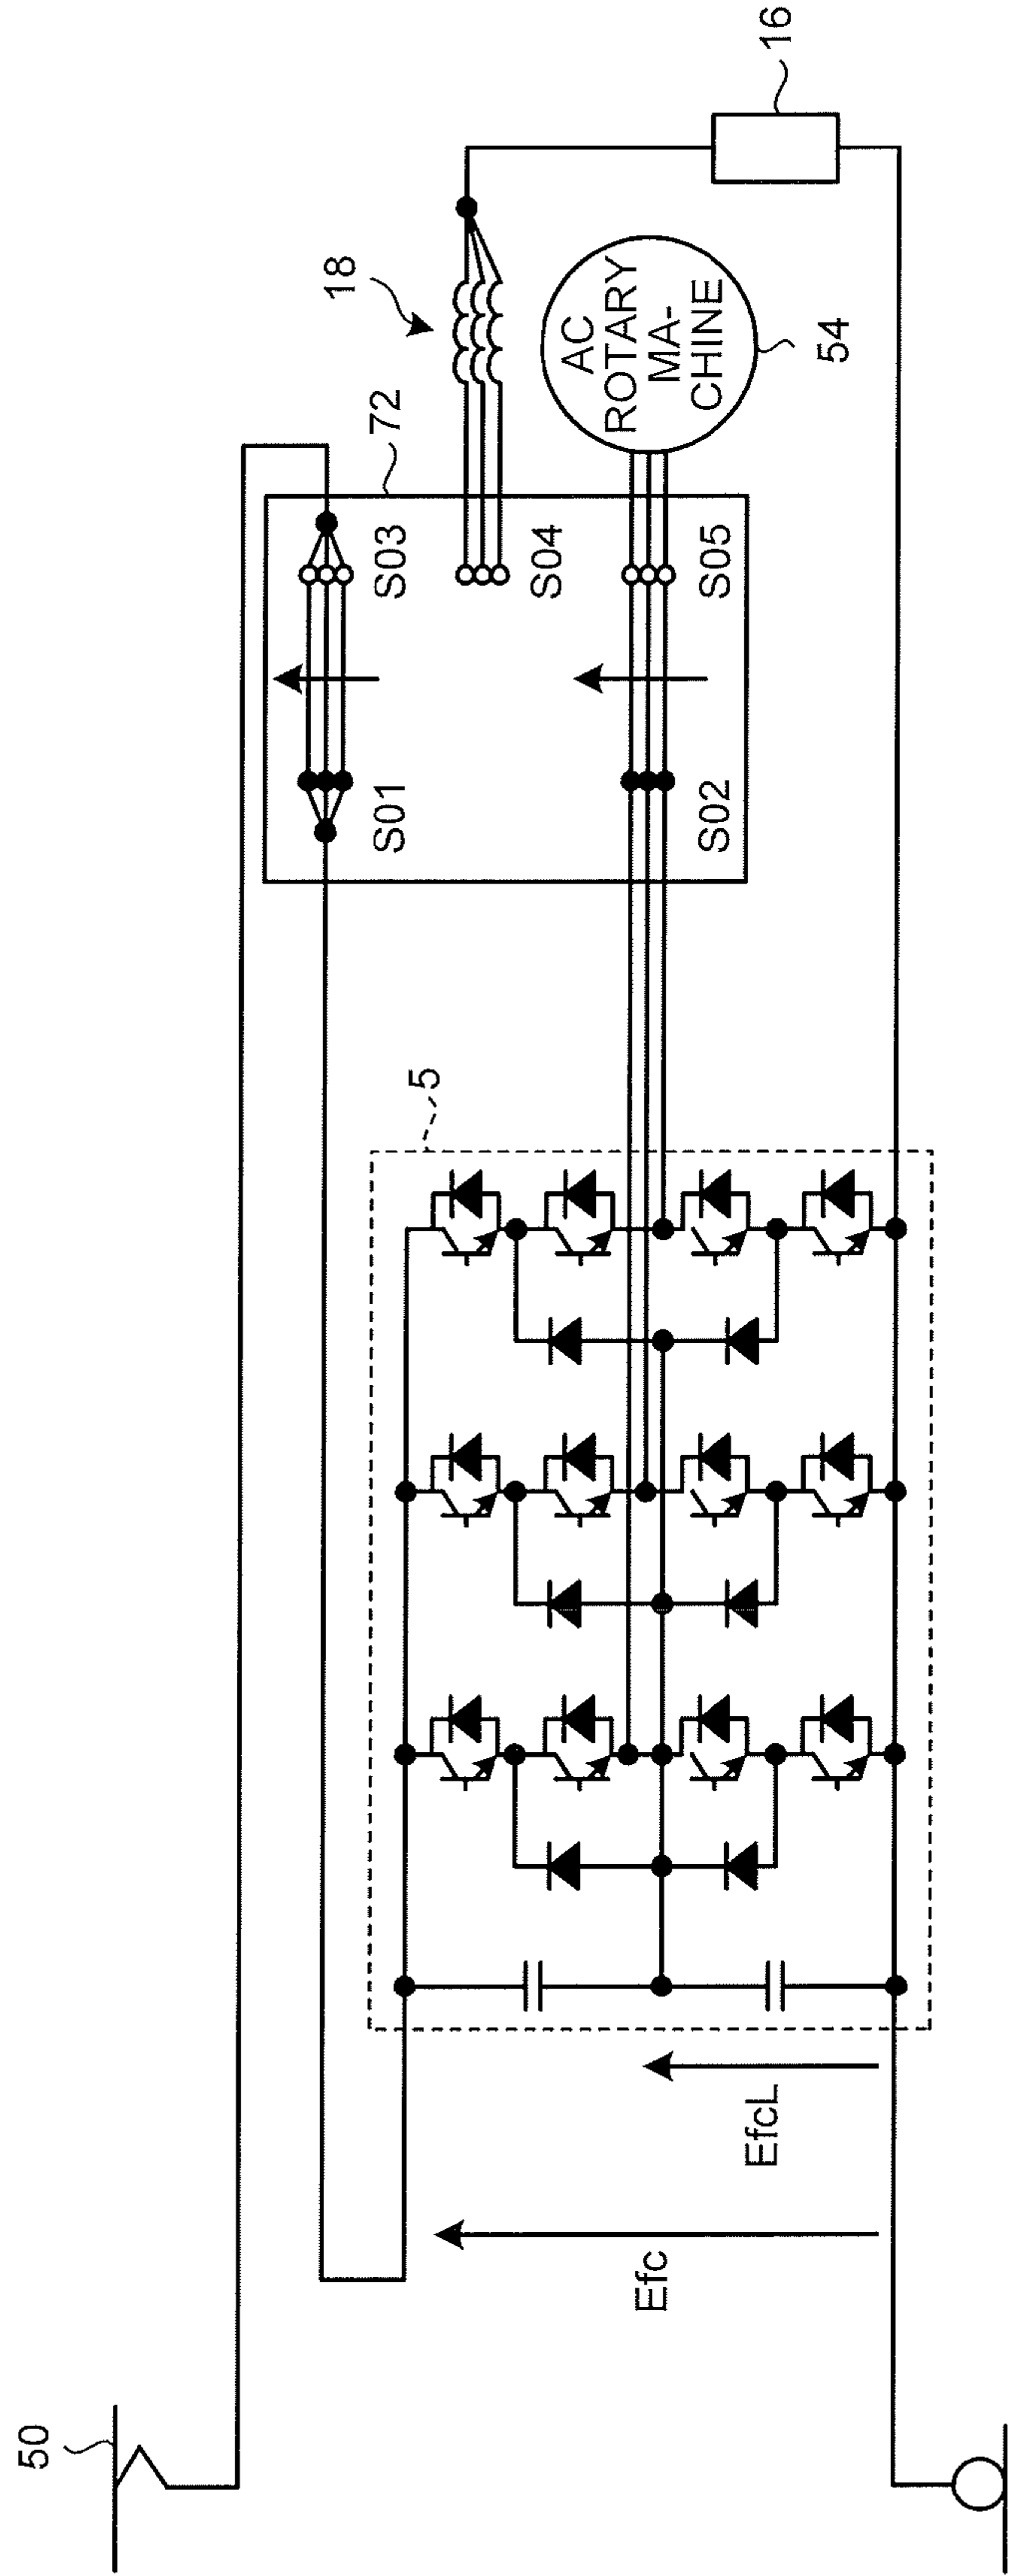 50
Efc
EfcL
5
72
S01
S03
S04
S02
S05
18
AC
ROTARY
MA-
CHINE
54
16